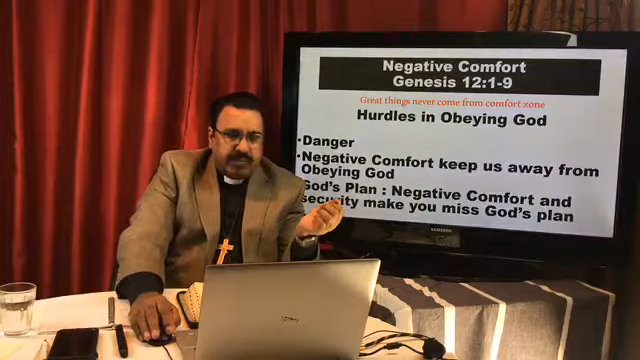 Negative Comfort
Genesis 12:1-9
Great things never come from comfort zone
Hurdles in Obeying God
•Danger
•Negative Comfort keep us away from
Obeying God
God's Plan : Negative Comfort and
security make you miss God's plan
SAMSUNG